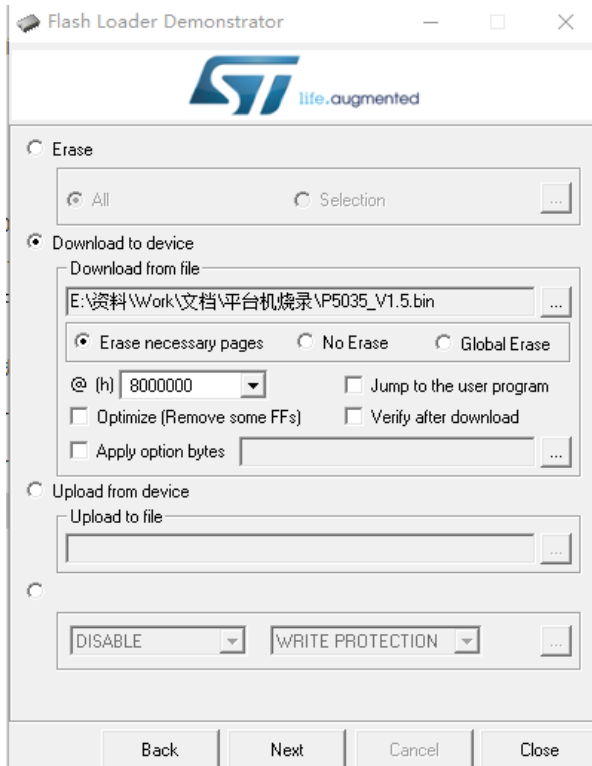 Flash Loader Demonstrator
ST life.augmented
Erase
All Selection ...
Download to device
Download from file
E:\资料\Work\文档\平台机烧录\P5035_V1.5.bin ...
Erase necessary pages No Erase Global Erase
@ (h) 8000000 Jump to the user program
Optimize (Remove some FFs) Verify after download
Apply option bytes ...
Upload from device
Upload to file
...
DISABLE WRITE PROTECTION ...
Back Next Cancel Close